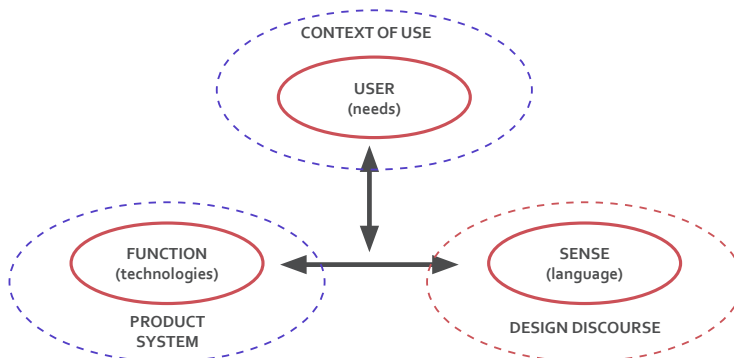 CONTEXT OF USE
USER
(needs)
FUNCTION
(technologies)
PRODUCT
SYSTEM
SENSE
(language)
DESIGN DISCOURSE